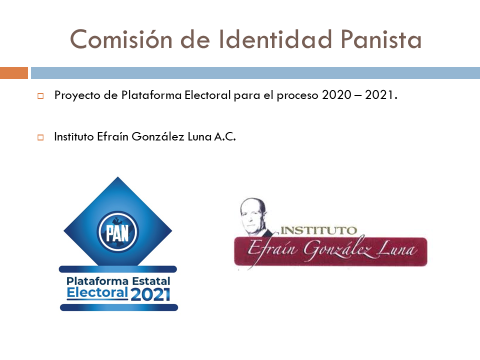 Comisión de Identidad Panista
Proyecto de Plataforma Electoral para el proceso 2020 – 2021.
Instituto Efraín González Luna A.C.
PAN
Plataforma Estatal
Electoral 2021
INSTITUTO
Efraín González Luna